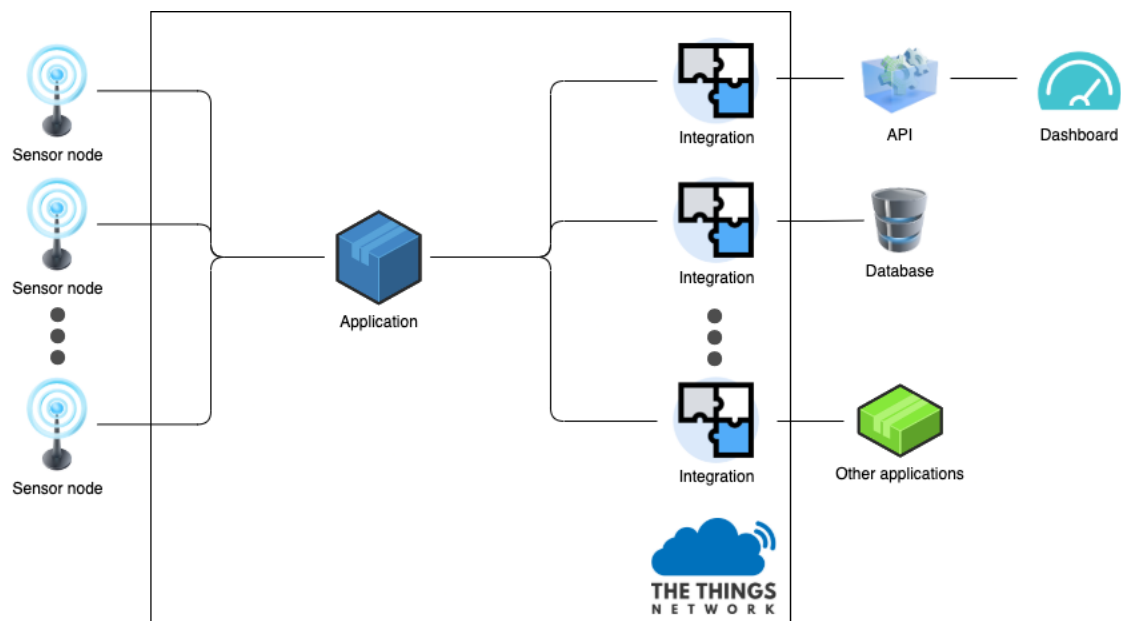 Sensor node
Sensor node
Sensor node
Application
Integration
Integration
Integration
API
Dashboard
Database
Other applications
THE THINGS
NETWORK